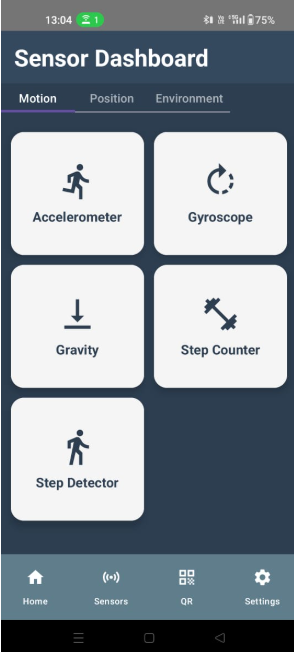 13:04 1 75%
Sensor Dashboard
Motion Position Environment
Accelerometer Gyroscope
Gravity Step Counter
Step Detector
Home Sensors QR Settings